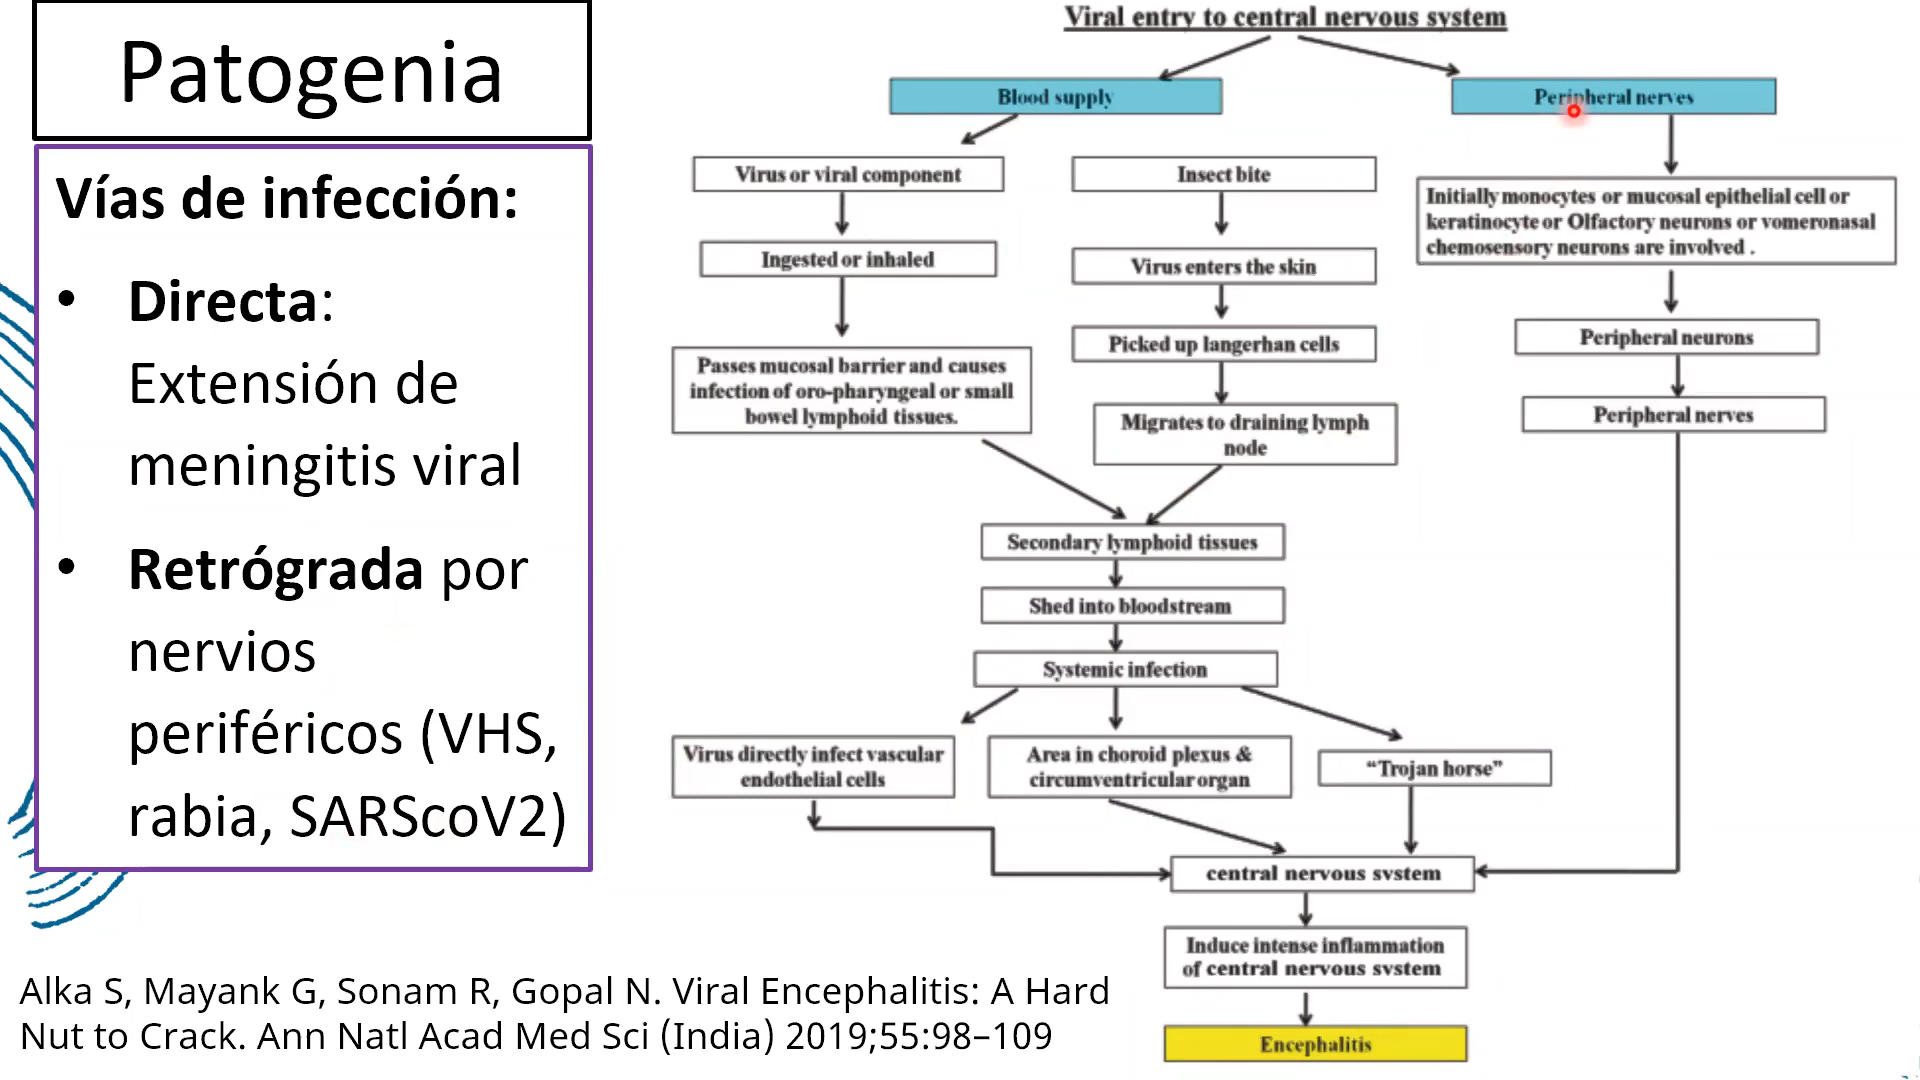 Patogenia
Vías de infección:
• Directa:
Extensión de
meningitis viral
• Retrógrada por
nervios
periféricos (VHS,
rabia, SARScoV2)
Viral entry to central nervous system
Blood supply
Peripheral nerves
Virus or viral component
Ingested or inhaled
Passes mucosal barrier and causes
infection of oro-pharyngeal or small
bowel lymphoid tissues.
Insect bite
Virus enters the skin
Picked up langerhan cells
Migrates to draining lymph
node
Initially monocytes or mucosal epithelial cell or
keratinocyte or Olfactory neurons or vomeronasal
chemosensory neurons are involved .
Peripheral neurons
Peripheral nerves
Secondary lymphoid tissues
Shed into bloodstream
Systemic infection
Virus directly infect vascular
endothelial cells
Area in choroid plexus &
circumventricular organ
“Trojan horse”
central nervous system
Induce intense inflammation
of central nervous system
Encephalitis
Alka S, Mayank G, Sonam R, Gopal N. Viral Encephalitis: A Hard
Nut to Crack. Ann Natl Acad Med Sci (India) 2019;55:98–109